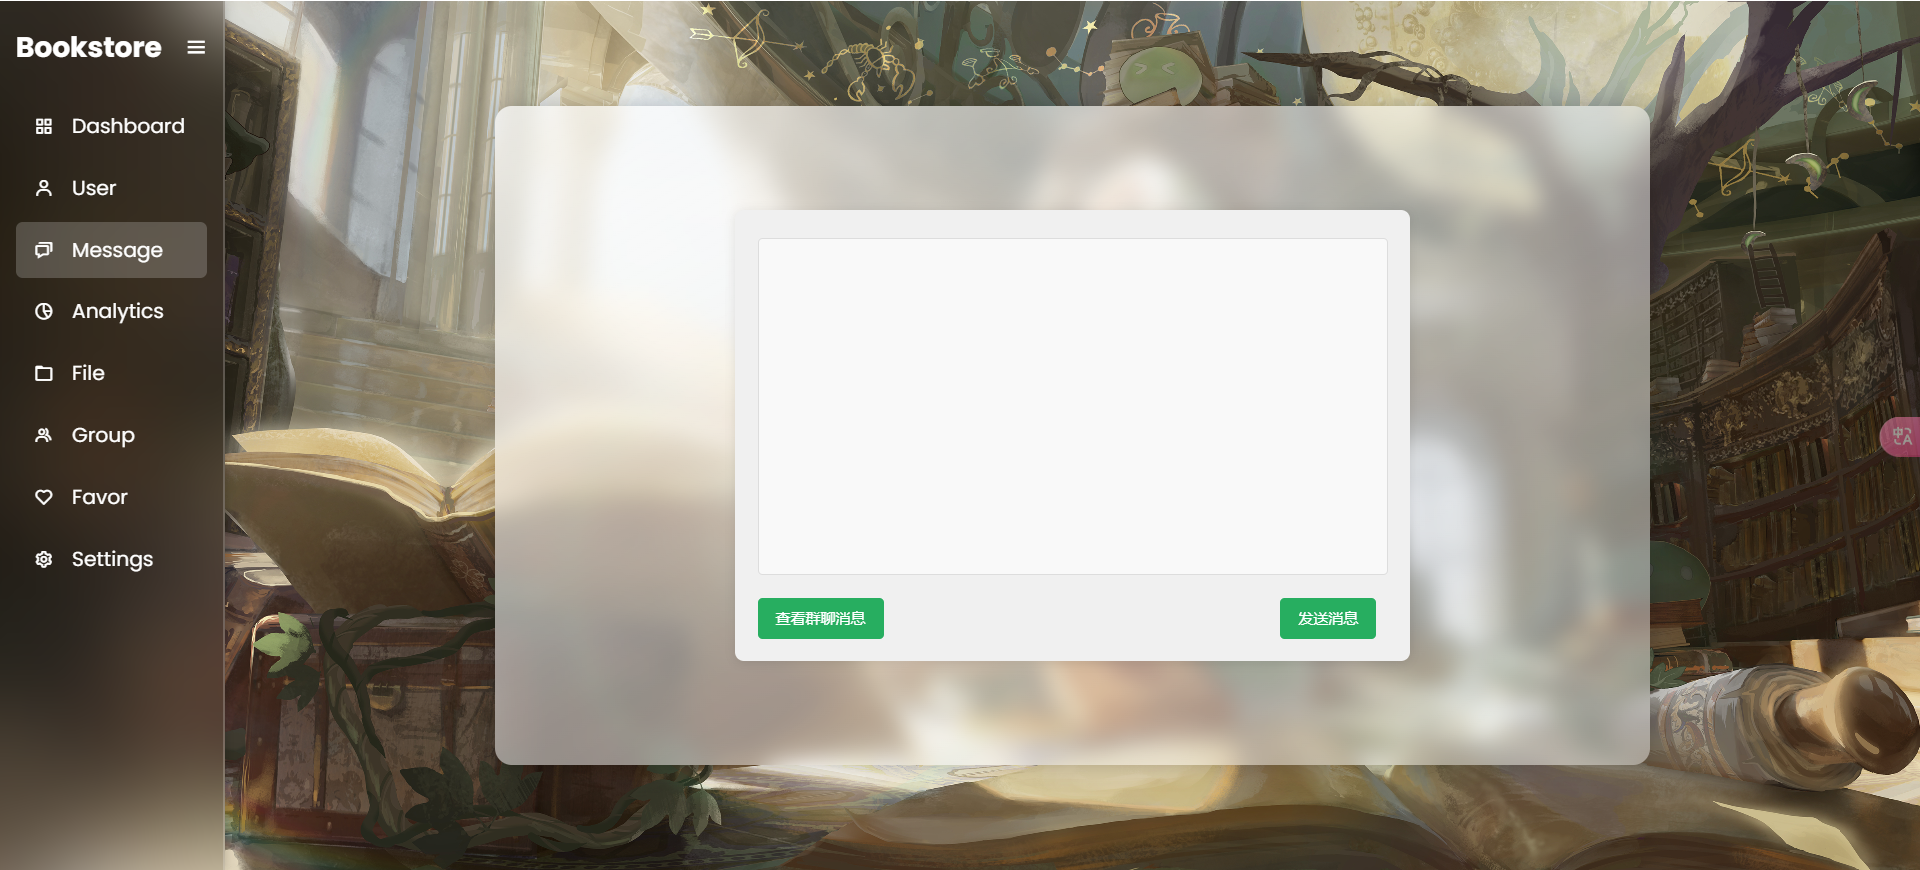 Bookstore
Dashboard
User
Message
Analytics
File
Group
Favor
Settings
查看群聊消息
发送消息
中
A